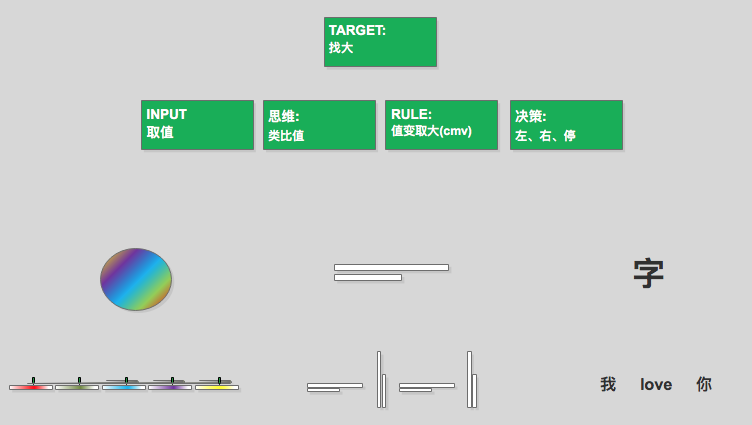 TARGET:
找大
INPUT
取值
思维:
类比值
RULE:
值变取大(cmv)
决策:
左、右、停
字
我 love 你